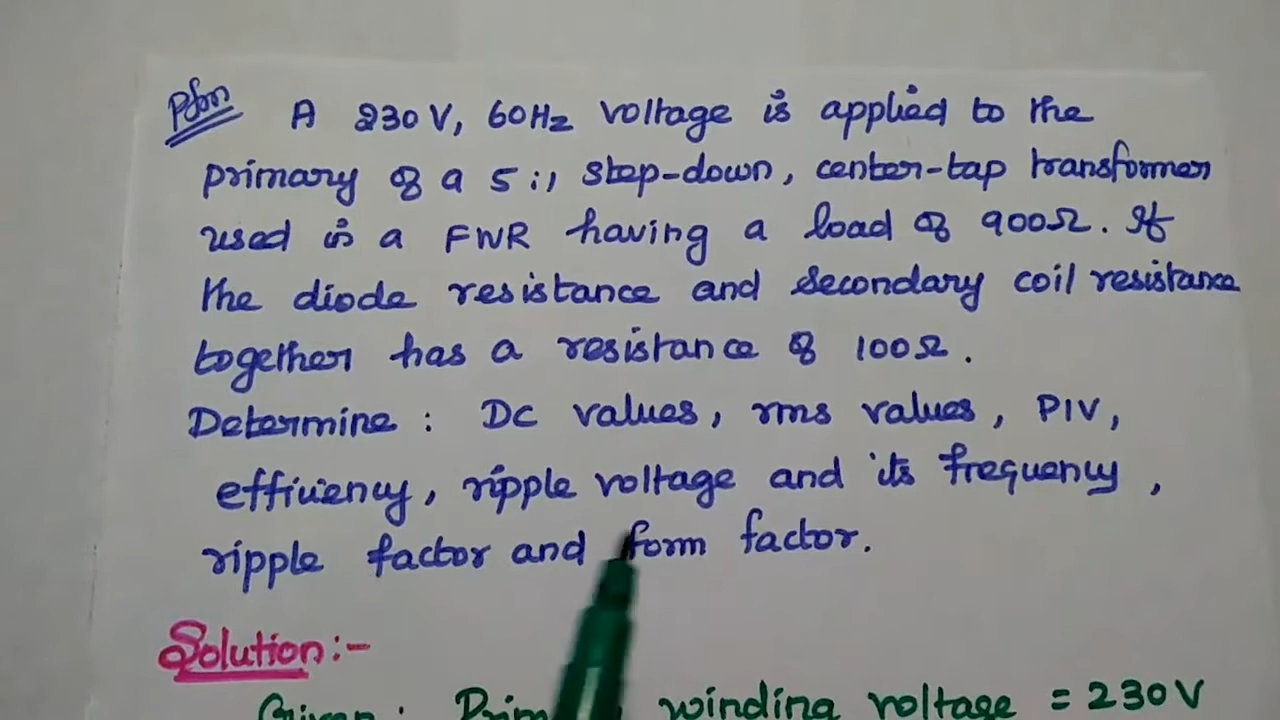 Pbm A 230V, 60Hz voltage is applied to the
primary of a 5:1, step-down, center-tap transformer
used in a FWR having a load of 900Ω. If
the diode resistance and secondary coil resistance
together has a resistance of 100Ω.
Determine: DC values, rms values, PIV,
efficiency, ripple voltage and its frequency,
ripple factor and form factor.
Solution:-
Given: winding voltage = 230V